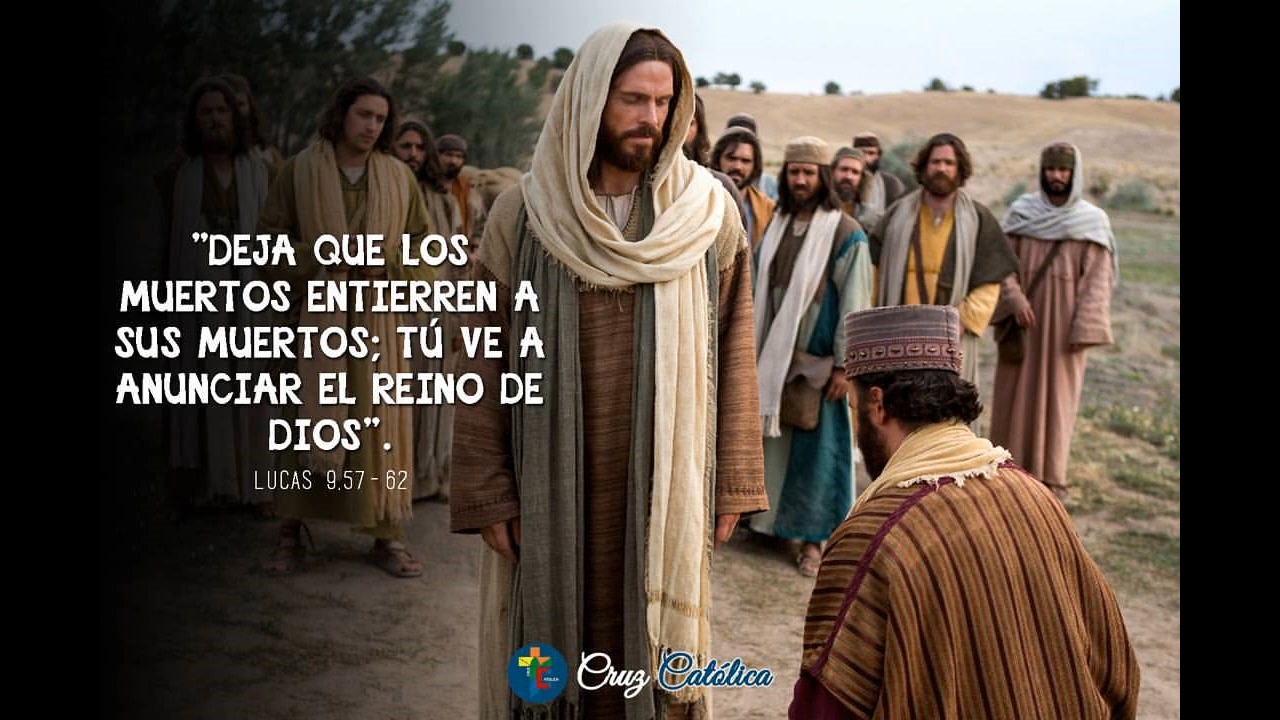 "DEJA QUE LOS
MUERTOS ENTIERREN A
SUS MUERTOS; TÚ VE A
ANUNCIAR EL REINO DE
DIOS".
LUCAS 9,57-62
Cruz Católica